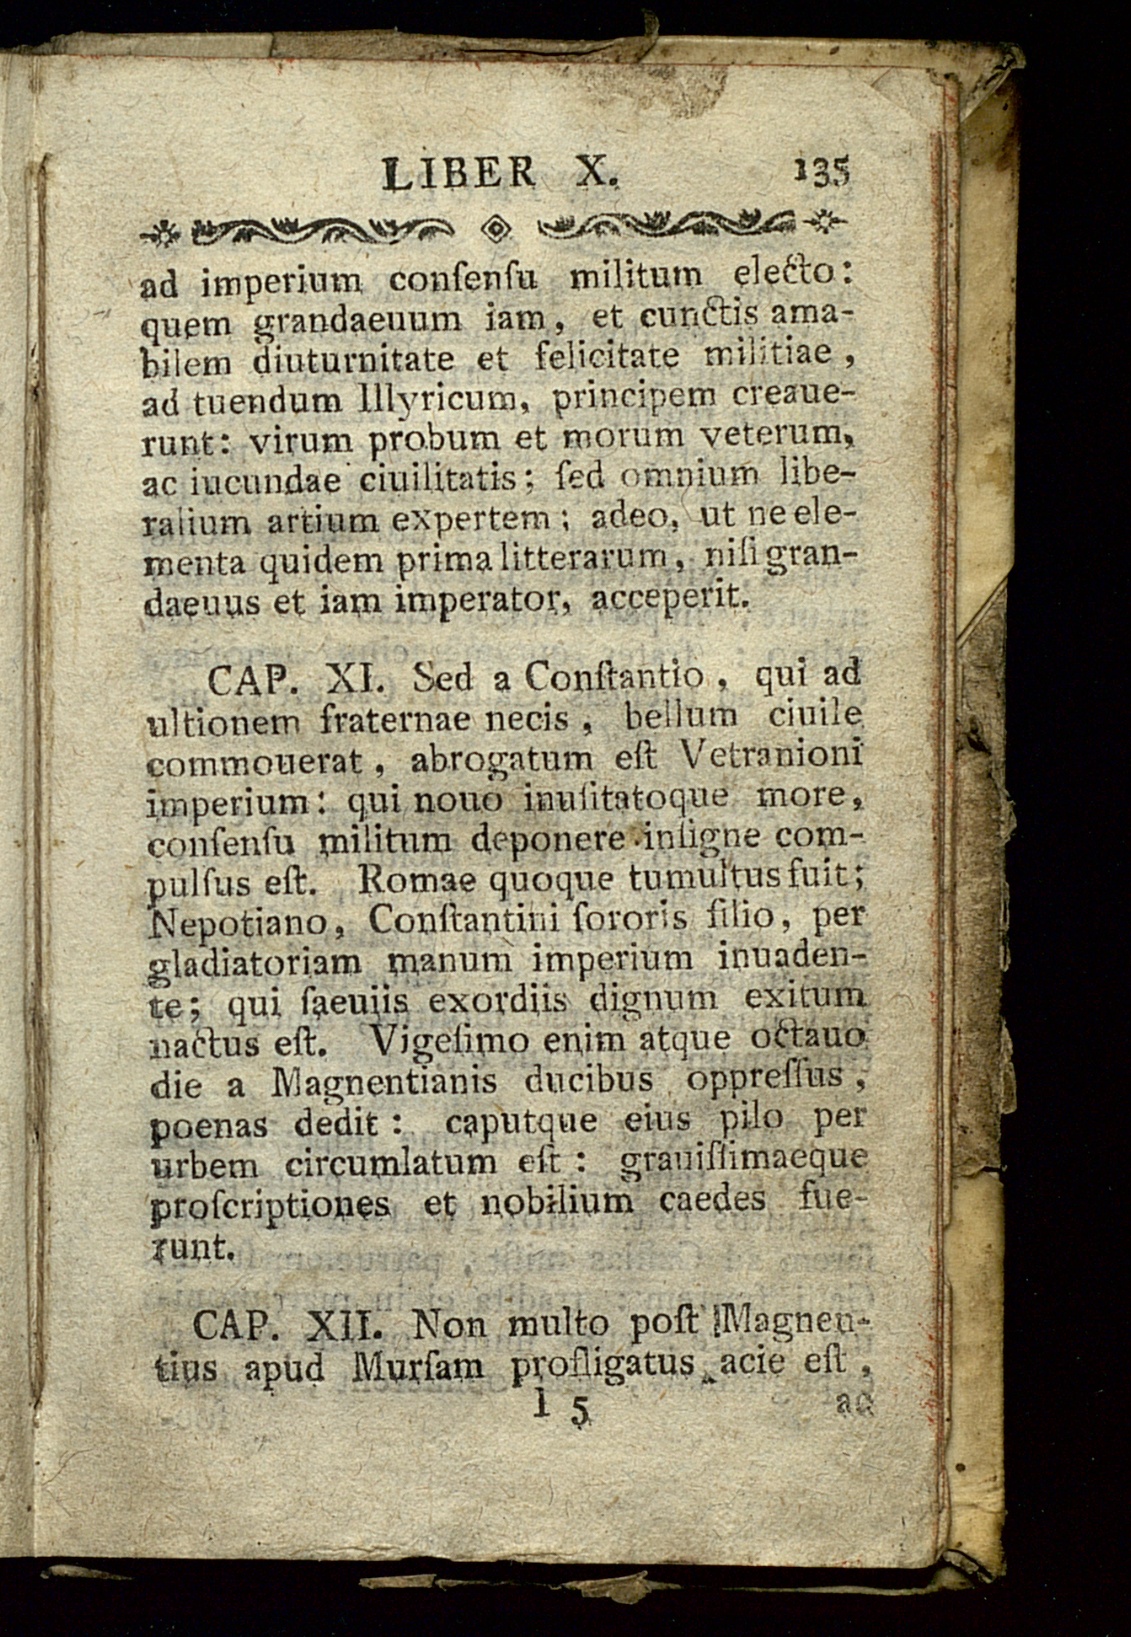 LIBER X. 135
ad imperium conſenſu militum electo:
quem grandaeuum iam, et cunctis ama-
bilem diuturnitate et felicitate militiae,
ad tuendum Illyricum, principem creaue-
runt: virum probum et morum veterum,
ac iucundae ciuilitatis; ſed omnium libe-
ralium artium expertem; adeo, ut ne ele-
menta quidem prima litterarum, niſi gran-
daeuus et iam imperator, acceperit.
CAP. XI. Sed a Conſtantio, qui ad
ultionem fraternae necis, bellum ciuile
commouerat, abrogatum eſt Vetranioni
imperium: qui nouo inuſitatoque more,
conſenſu militum deponere inſigne com-
pulſus eſt. Romae quoque tumultus fuit;
Nepotiano, Conſtantini ſororis filio, per
gladiatoriam manum imperium inuaden-
te; qui ſaeuiis exordiis dignum exitum
nactus eſt. Vigeſimo enim atque octauo
die a Magnentianis ducibus oppreſſus,
poenas dedit: caputque eius pilo per
urbem circumlatum eſt: grauiſſimaeque
proſcriptiones et nobilium caedes fue-
runt.
CAP. XII. Non multo poſt Magnen-
tius apud Murſam profligatus acie eſt,
I 5 ac